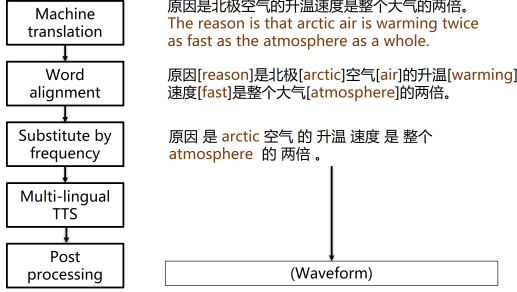 Machine
translation
原因是北极空气的升温速度是整个大气的两倍。
The reason is that arctic air is warming twice
as fast as the atmosphere as a whole.
Word
alignment
原因[reason]是北极[arctic]空气[air]的升温[warming]
速度[fast]是整个大气[atmosphere]的两倍。
Substitute by
frequency
原因 是 arctic 空气 的 升温 速度 是 整个
atmosphere 的 两倍 。
Multi-lingual
TTS
Post
processing
(Waveform)